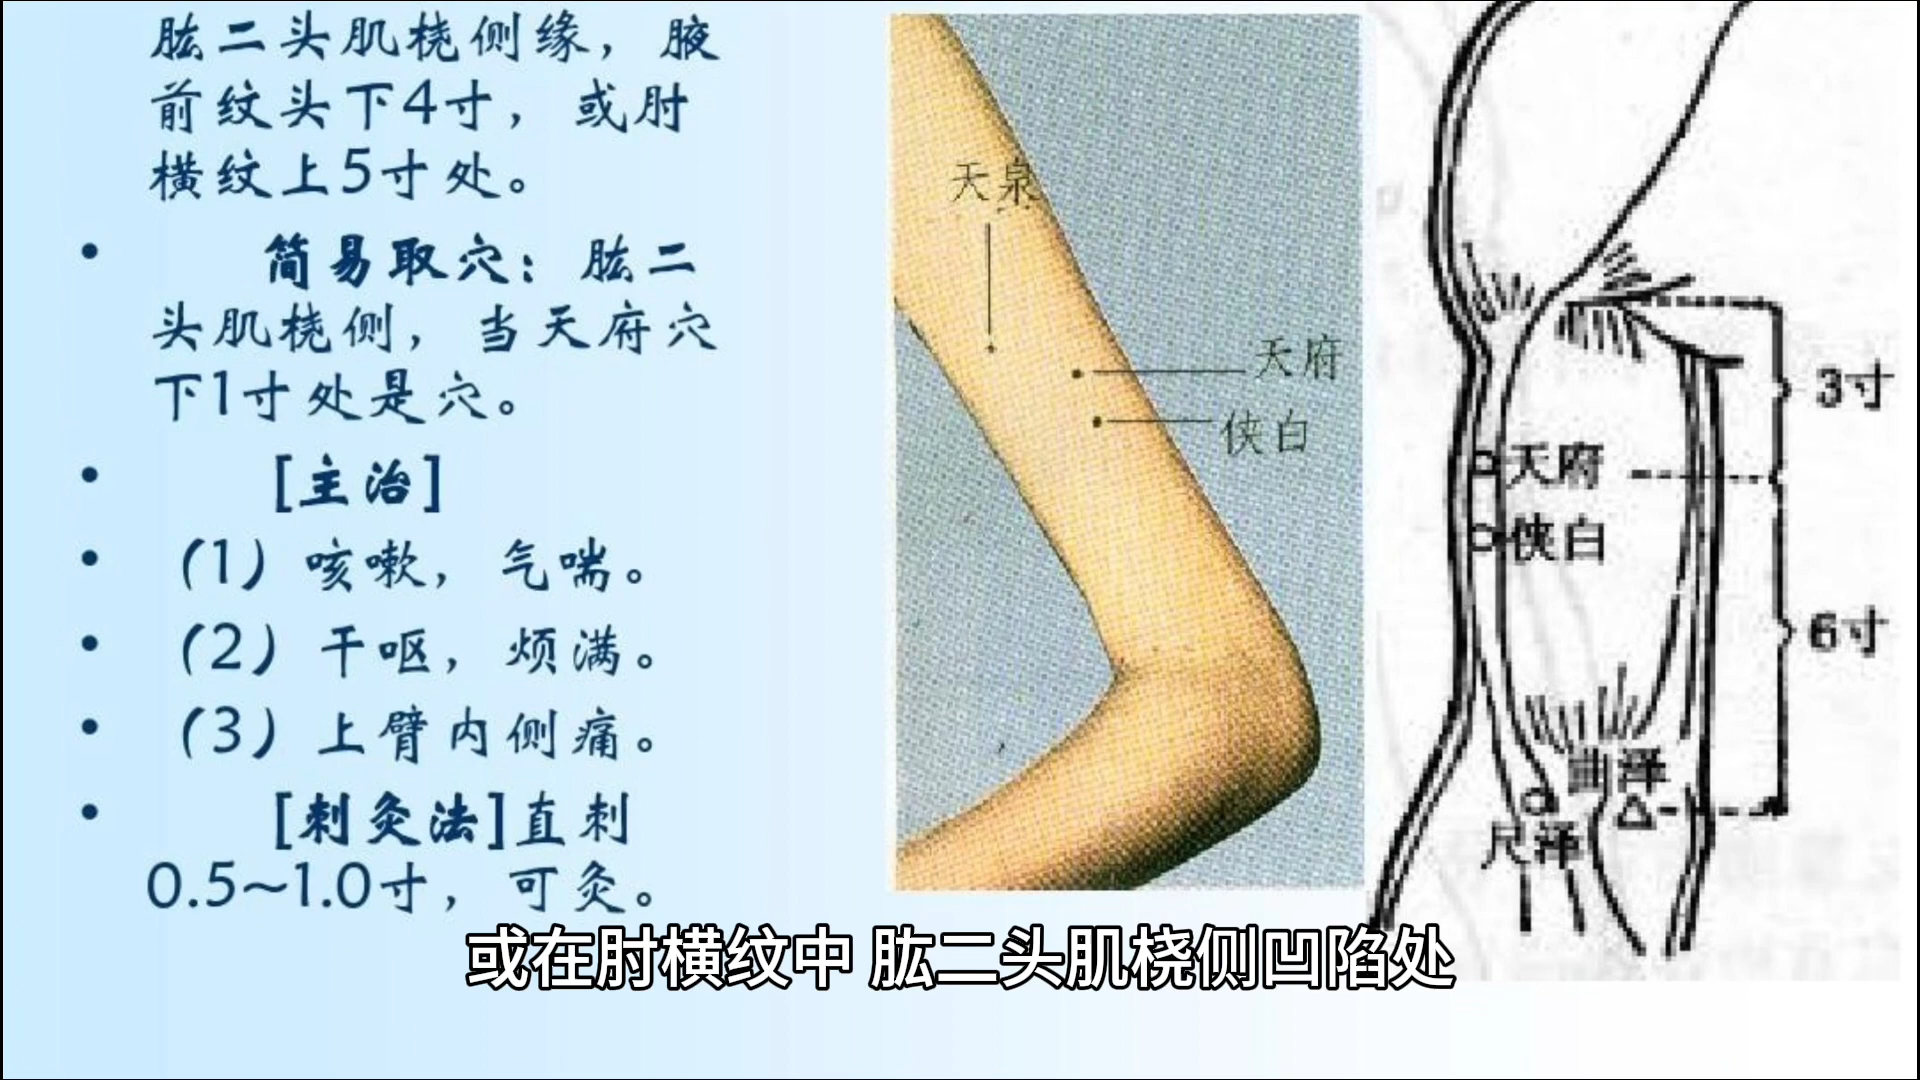 肱二头肌桡侧缘，腋
前纹头下4寸，或肘
横纹上5寸处。
• 简易取穴：肱二
头肌桡侧，当天府穴
下1寸处是穴。
• [主治]
• (1) 咳嗽，气喘。
• (2) 干呕，烦满。
• (3) 上臂内侧痛。
• [刺灸法]直刺
0.5~1.0寸，可灸。
天泉
天府
侠白
3寸
天府
侠白
6寸
曲泽
尺泽
或在肘横纹中 肱二头肌桡侧凹陷处